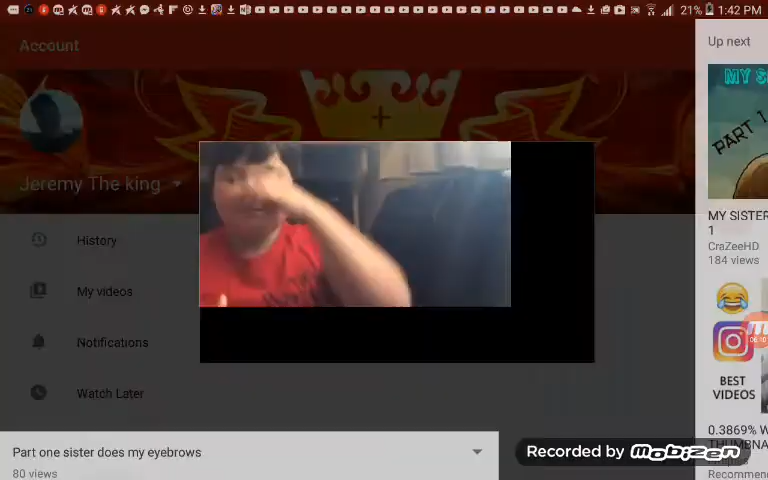 21% 1:42 PM
Account
Up next
MY S
PART 1
Jeremy The king
MY SISTER
1
CraZeeHD
184 views
History
My videos
Notifications
Watch Later
BEST
VIDEOS
0.3869% W
THUMBNA
Recommen
Part one sister does my eyebrows
80 views
Recorded by Mobizen